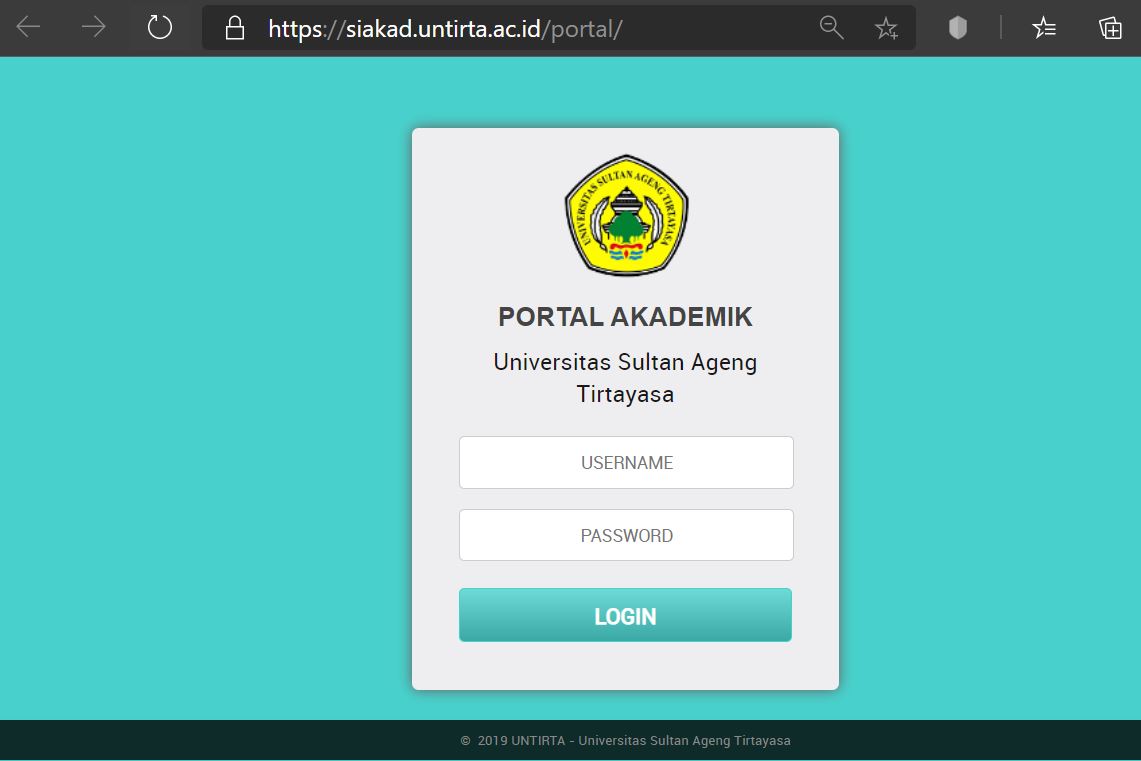 https://siakad.untirta.ac.id/portal/
UNIVERSITAS SULTAN AGENG TIRTAYASA
PORTAL AKADEMIK
Universitas Sultan Ageng
Tirtayasa
USERNAME
PASSWORD
LOGIN
© 2019 UNTIRTA - Universitas Sultan Ageng Tirtayasa